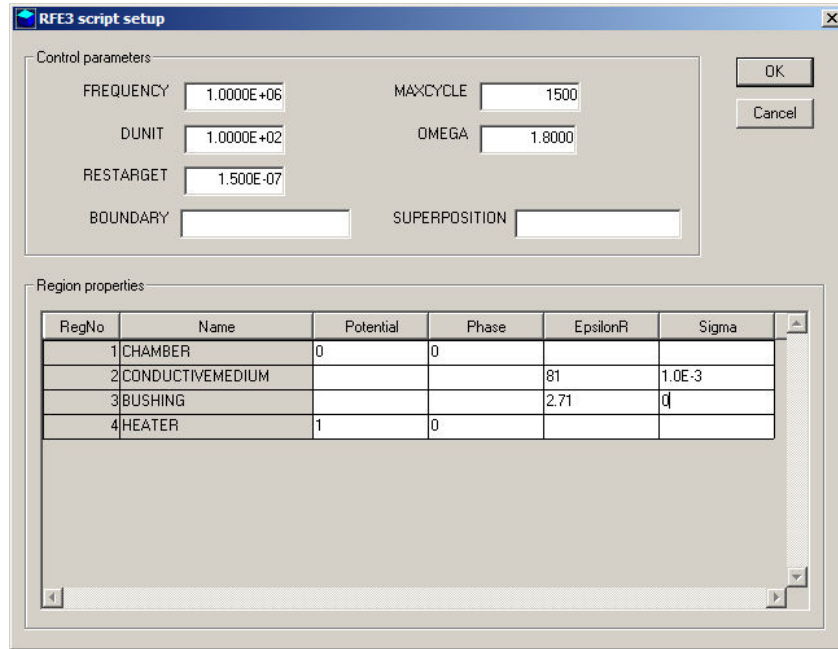 RFE3 script setup
Control parameters
FREQUENCY 1.0000E+06 MAXCYCLE 1500
DUNIT 1.0000E+02 OMEGA 1.8000
RESTARGET 1.500E-07
BOUNDARY SUPERPOSITION
OK
Cancel
Region properties
RegNo Name Potential Phase EpsilonR Sigma
1 CHAMBER 0 0
2 CONDUCTIVEMEDIUM 81 1.0E-3
3 BUSHING 2.71 0
4 HEATER 1 0